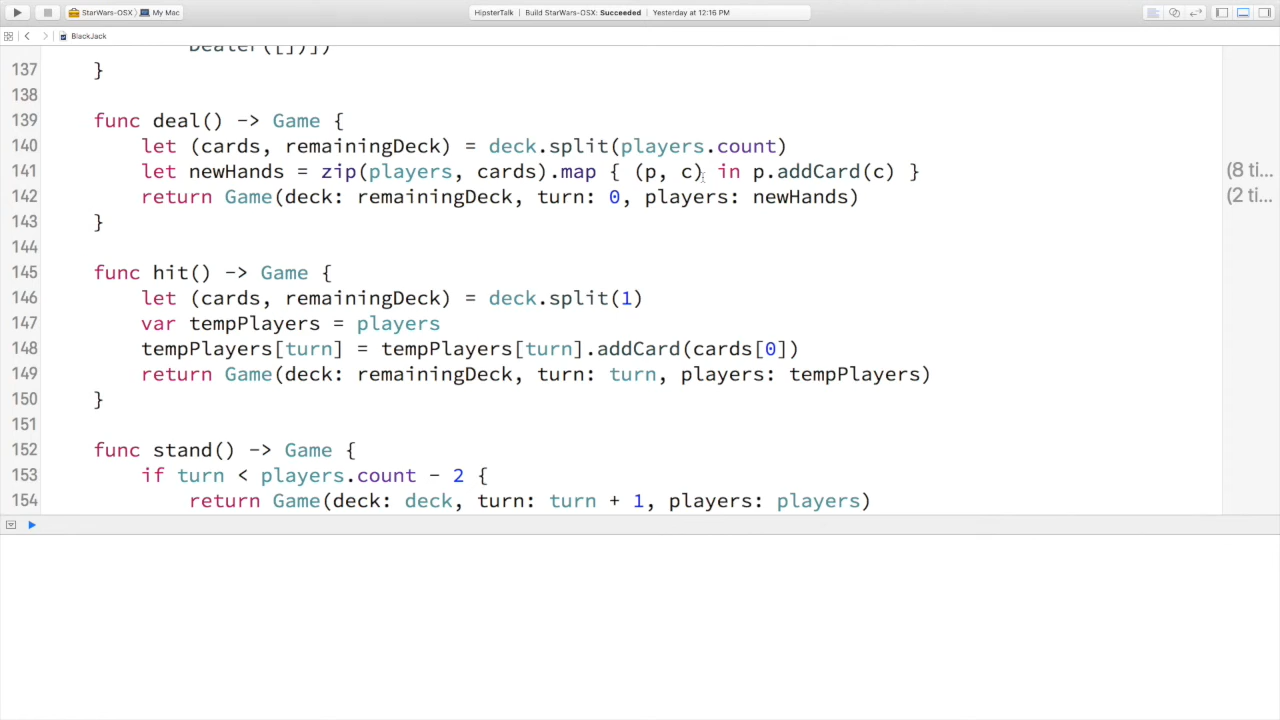 StarWars-OSX 〉 My Mac
HipsterTalk | Build StarWars-OSX: Succeeded | Yesterday at 12:16 PM
BlackJack
Dealer([])])
137 }
138
139 func deal() -> Game {
140 let (cards, remainingDeck) = deck.split(players.count)
141 let newHands = zip(players, cards).map { (p, c) in p.addCard(c) } (8 ti...
142 return Game(deck: remainingDeck, turn: 0, players: newHands) (2 ti...
143 }
144
145 func hit() -> Game {
146 let (cards, remainingDeck) = deck.split(1)
147 var tempPlayers = players
148 tempPlayers[turn] = tempPlayers[turn].addCard(cards[0])
149 return Game(deck: remainingDeck, turn: turn, players: tempPlayers)
150 }
151
152 func stand() -> Game {
153 if turn < players.count - 2 {
154 return Game(deck: deck, turn: turn + 1, players: players)